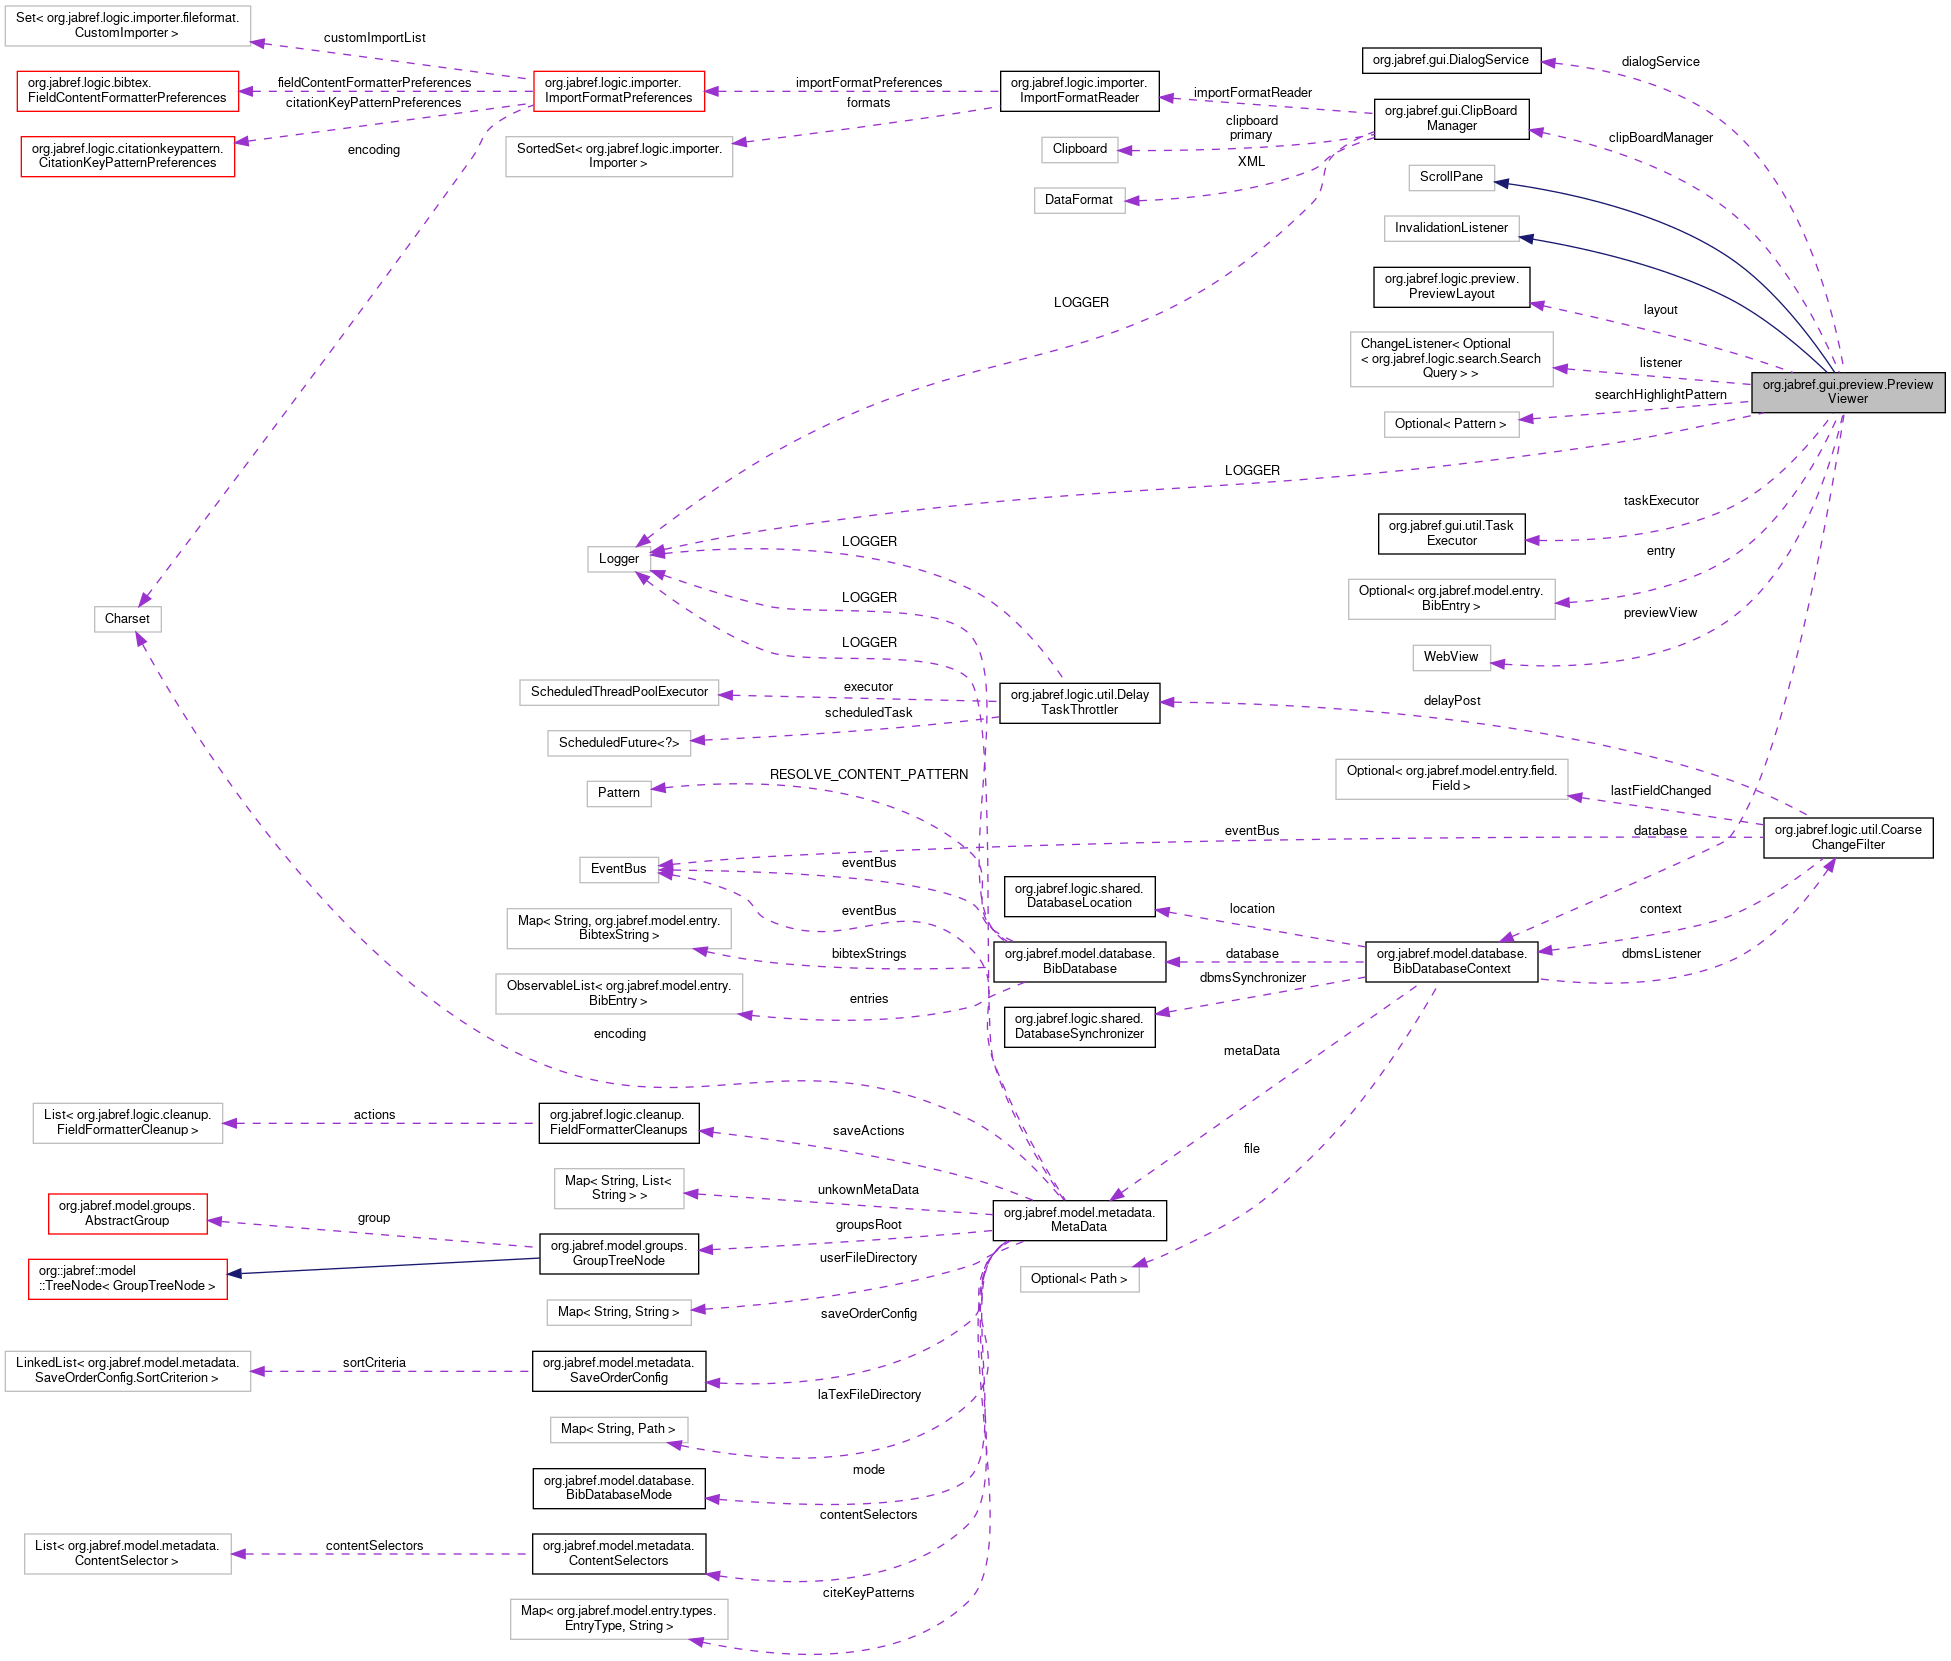 Set< org.jabref.logic.importer.fileformat.
CustomImporter >
customImportList
org.jabref.logic.bibtex.
FieldContentFormatterPreferences
fieldContentFormatterPreferences
citationKeyPatternPreferences
org.jabref.logic.citationkeypattern.
CitationKeyPatternPreferences
encoding
org.jabref.logic.importer.
ImportFormatPreferences
importFormatPreferences
formats
SortedSet< org.jabref.logic.importer.
Importer >
org.jabref.logic.importer.
ImportFormatReader
importFormatReader
clipboard
primary
Clipboard
XML
DataFormat
LOGGER
org.jabref.gui.DialogService
dialogService
org.jabref.gui.ClipBoard
Manager
clipBoardManager
ScrollPane
InvalidationListener
org.jabref.logic.preview.
PreviewLayout
layout
ChangeListener< Optional
< org.jabref.logic.search.Search
Query > >
listener
searchHighlightPattern
Optional< Pattern >
org.jabref.gui.preview.Preview
Viewer
LOGGER
taskExecutor
org.jabref.gui.util.Task
Executor
entry
Optional< org.jabref.model.entry.
BibEntry >
previewView
WebView
Logger
LOGGER
LOGGER
LOGGER
Charset
ScheduledThreadPoolExecutor
executor
scheduledTask
ScheduledFuture<?>
org.jabref.logic.util.Delay
TaskThrottler
delayPost
Pattern
RESOLVE_CONTENT_PATTERN
Optional< org.jabref.model.entry.field.
Field >
lastFieldChanged
org.jabref.logic.util.Coarse
ChangeFilter
eventBus
database
EventBus
eventBus
eventBus
Map< String, org.jabref.model.entry.
BibtexString >
bibtexStrings
ObservableList< org.jabref.model.entry.
BibEntry >
entries
org.jabref.logic.shared.
DatabaseLocation
location
org.jabref.model.database.
BibDatabase
database
dbmsSynchronizer
org.jabref.logic.shared.
DatabaseSynchronizer
org.jabref.model.database.
BibDatabaseContext
context
dbmsListener
metaData
file
encoding
List< org.jabref.logic.cleanup.
FieldFormatterCleanup >
actions
org.jabref.logic.cleanup.
FieldFormatterCleanups
saveActions
Map< String, List<
String > >
unkownMetaData
org.jabref.model.metadata.
MetaData
org.jabref.model.groups.
AbstractGroup
group
org.jabref.model.groups.
GroupTreeNode
groupsRoot
userFileDirectory
org::jabref::model
::TreeNode< GroupTreeNode >
Optional< Path >
Map< String, String >
saveOrderConfig
LinkedList< org.jabref.model.metadata.
SaveOrderConfig.SortCriterion >
sortCriteria
org.jabref.model.metadata.
SaveOrderConfig
laTexFileDirectory
Map< String, Path >
mode
org.jabref.model.database.
BibDatabaseMode
contentSelectors
List< org.jabref.model.metadata.
ContentSelector >
contentSelectors
org.jabref.model.metadata.
ContentSelectors
citeKeyPatterns
Map< org.jabref.model.entry.types.
EntryType, String >